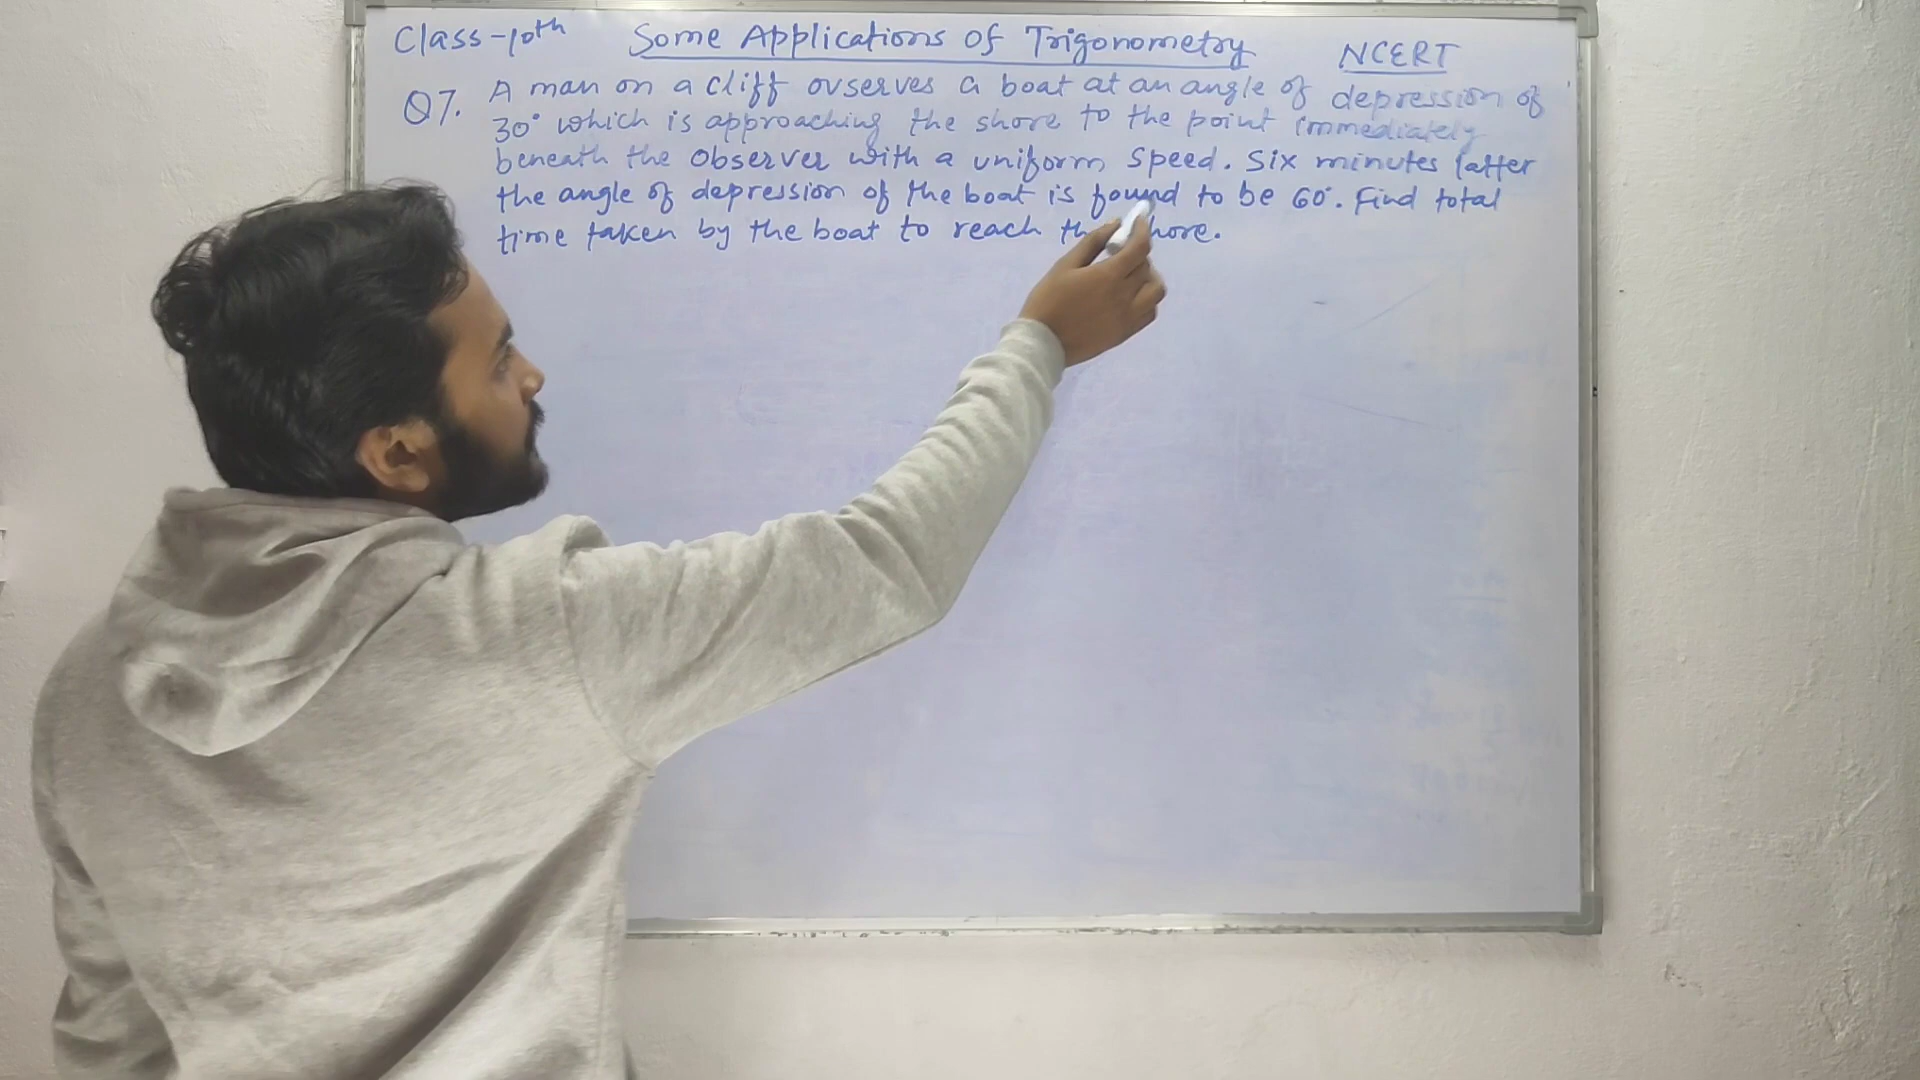 Class-10th Some Applications of Trigonometry NCERT
Q7. A man on a cliff ovserves a boat at an angle of depression of
30° which is approaching the shore to the point immediately
beneath the observer with a uniform speed. Six minutes latter
the angle of depression of the boat is found to be 60°. Find total
time taken by the boat to reach